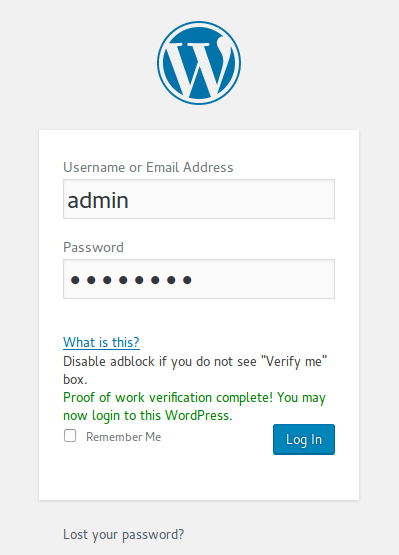 Username or Email Address
admin
Password
What is this?
Disable adblock if you do not see "Verify me"
box.
Proof of work verification complete! You may
now login to this WordPress.
Remember Me
Log In
Lost your password?